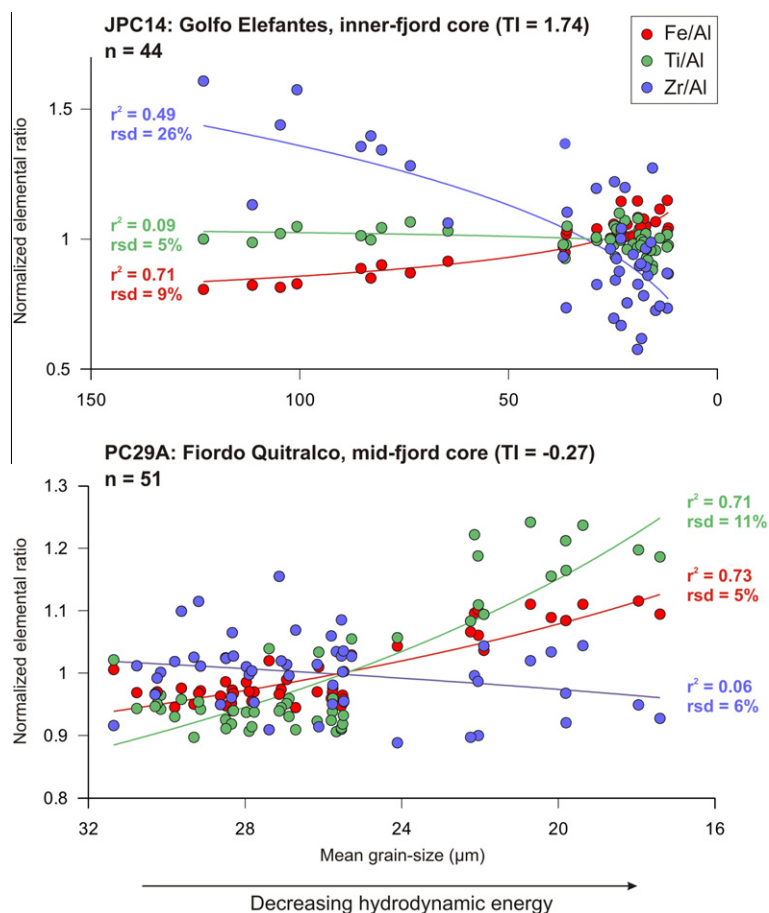 JPC14: Golfo Elefantes, inner-fjord core (TI = 1.74)
n = 44
Fe/Al
Ti/Al
Zr/Al
Normalized elemental ratio
1.5
1
0.5
r² = 0.49
rsd = 26%
r² = 0.09
rsd = 5%
r² = 0.71
rsd = 9%
150
100
50
0
PC29A: Fiordo Quitralco, mid-fjord core (TI = -0.27)
n = 51
Normalized elemental ratio
1.3
1.2
1.1
1
0.9
0.8
r² = 0.71
rsd = 11%
r² = 0.73
rsd = 5%
r² = 0.06
rsd = 6%
32
28
24
20
16
Mean grain-size (µm)
Decreasing hydrodynamic energy